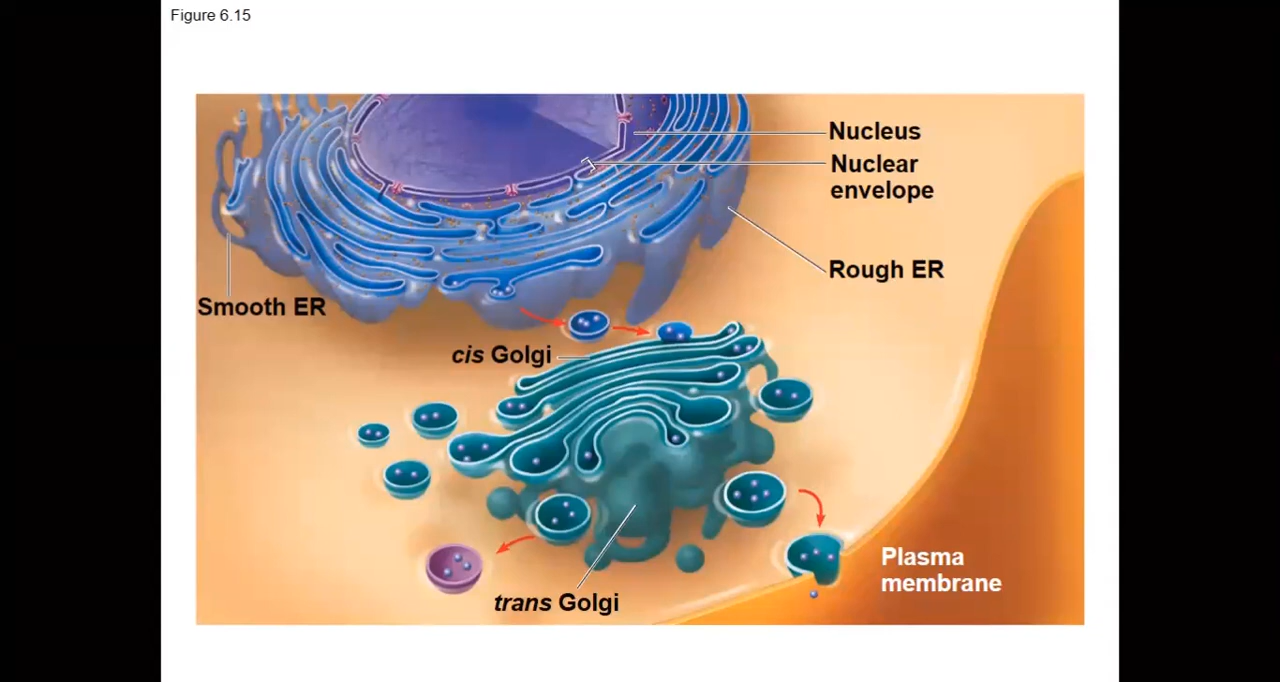 Figure 6.15
Nucleus
Nuclear
envelope
Rough ER
Smooth ER
cis Golgi
Plasma
membrane
trans Golgi